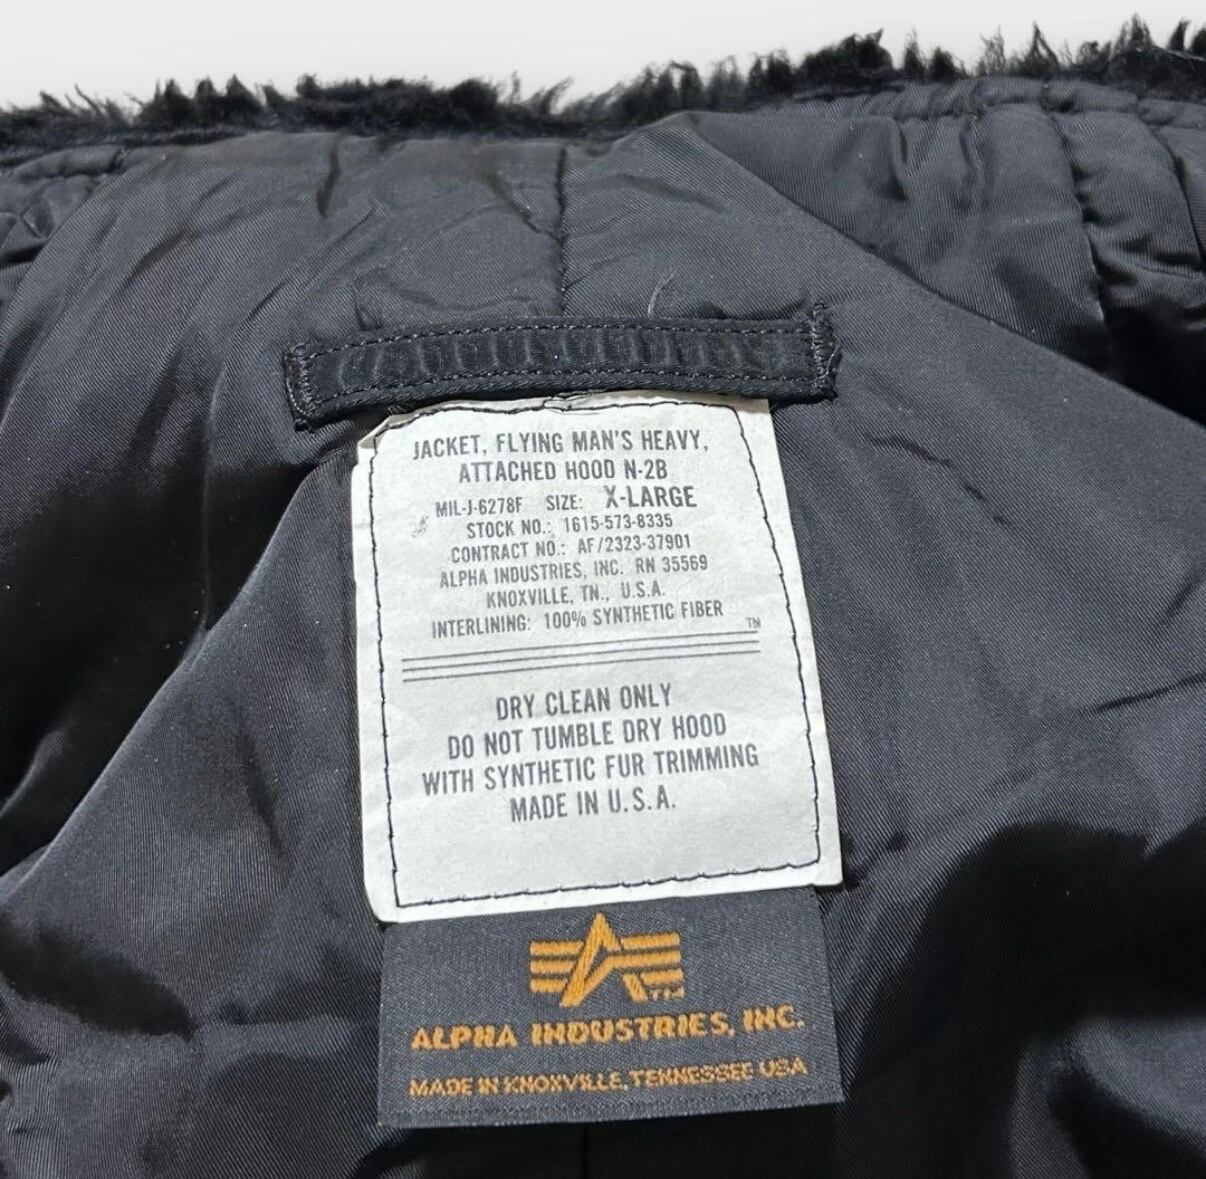 JACKET, FLYING MAN'S HEAVY,
ATTACHED HOOD N-2B
MIL-J-6278F SIZE: X-LARGE
STOCK NO.: 1615-573-8335
CONTRACT NO.: AF/2323-37901
ALPHA INDUSTRIES, INC. RN 35569
KNOXVILLE, TN., U.S.A.
INTERLINING: 100% SYNTHETIC FIBER
TM
DRY CLEAN ONLY
DO NOT TUMBLE DRY HOOD
WITH SYNTHETIC FUR TRIMMING
MADE IN U.S.A.
TM
ALPHA INDUSTRIES, INC.
MADE IN KNOXVILLE, TENNESSEE USA